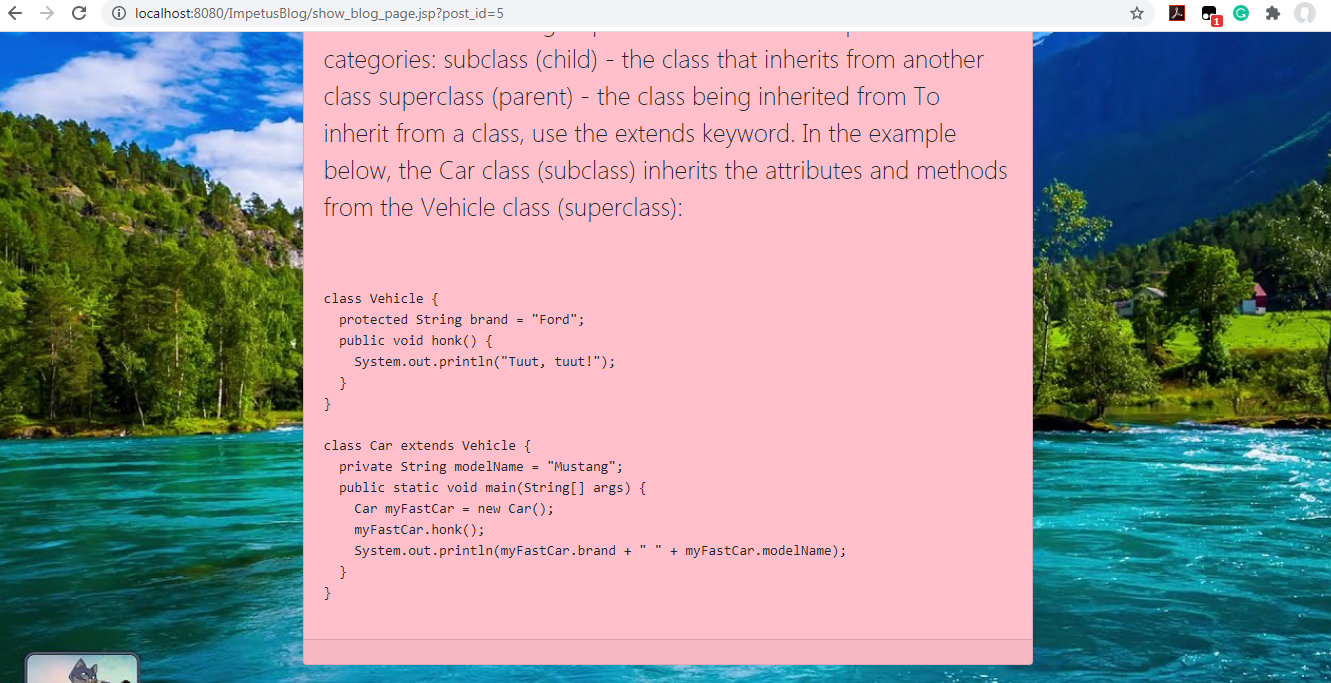 localhost:8080/ImpetusBlog/show_blog_page.jsp?post_id=5
1
categories: subclass (child) - the class that inherits from another
class superclass (parent) - the class being inherited from To
inherit from a class, use the extends keyword. In the example
below, the Car class (subclass) inherits the attributes and methods
from the Vehicle class (superclass):
class Vehicle {
  protected String brand = "Ford";
  public void honk() {
    System.out.println("Tuut, tuut!");
  }
}
class Car extends Vehicle {
  private String modelName = "Mustang";
  public static void main(String[] args) {
    Car myFastCar = new Car();
    myFastCar.honk();
    System.out.println(myFastCar.brand + " " + myFastCar.modelName);
  }
}